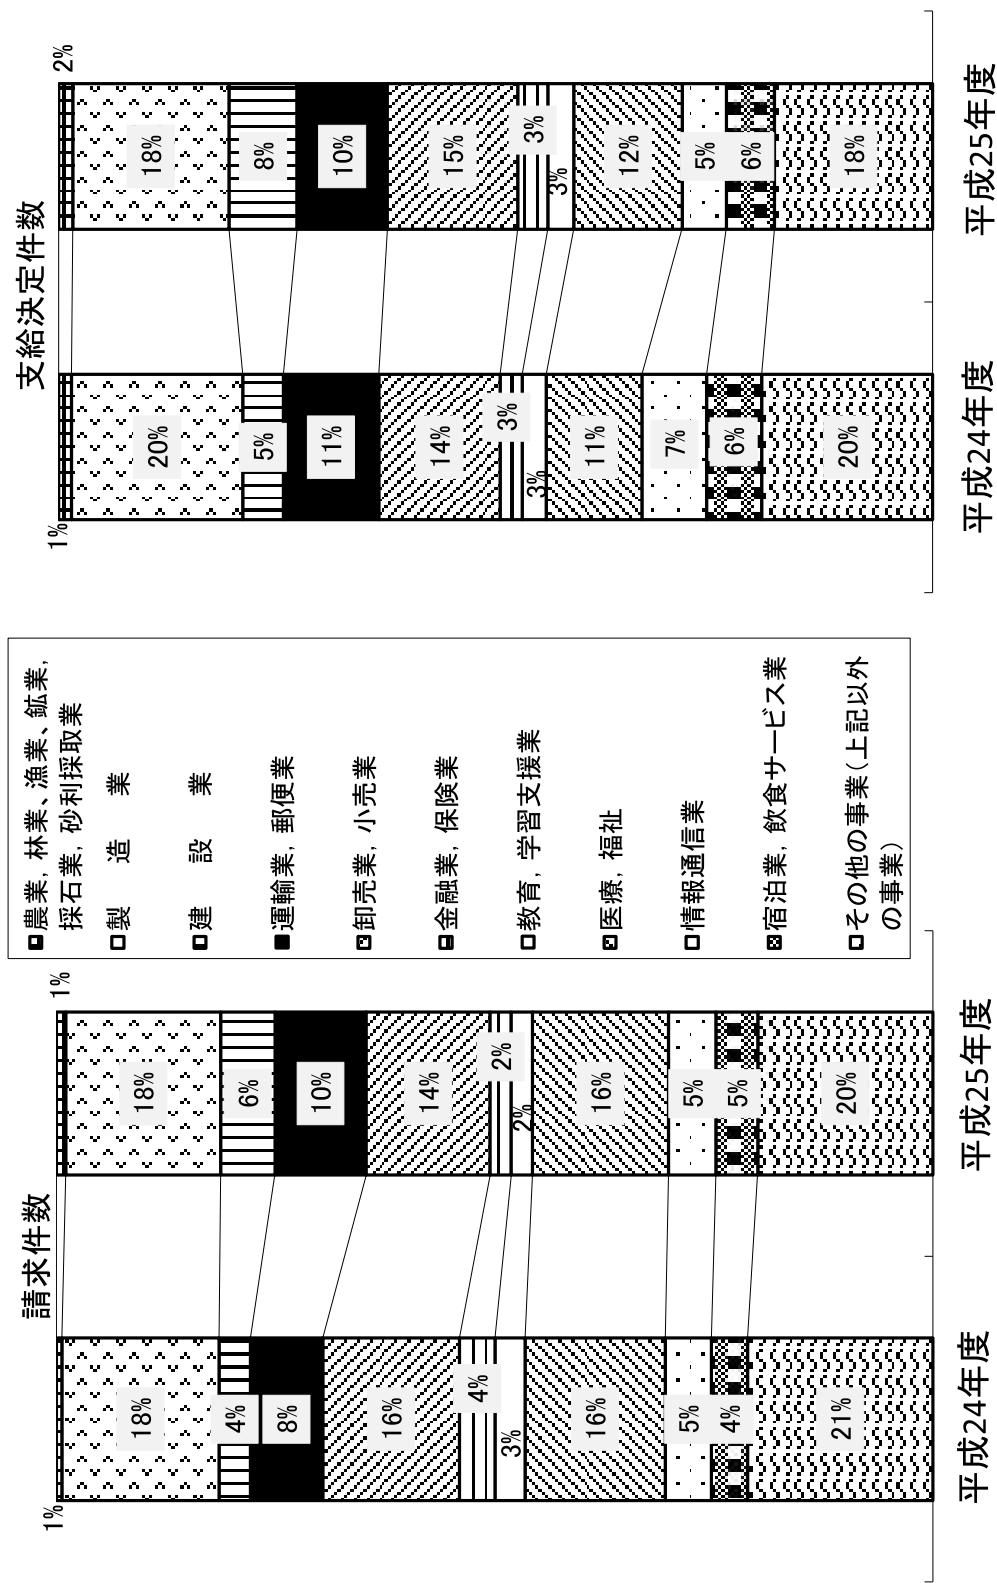 請求件数
1%
18%
4%
8%
16%
4%
3%
16%
5%
4%
21%
平成24年度
1%
18%
6%
10%
14%
2%
2%
16%
5%
5%
20%
平成25年度
農業，林業、漁業、鉱業，
採石業，砂利採取業
製　造　業
建　設　業
運輸業，郵便業
卸売業，小売業
金融業，保険業
教育，学習支援業
医療，福祉
情報通信業
宿泊業，飲食サービス業
その他の事業（上記以外
の事業）
支給決定件数
1%
20%
5%
11%
14%
3%
3%
11%
7%
6%
20%
平成24年度
2%
18%
8%
10%
15%
3%
3%
12%
5%
6%
18%
平成25年度